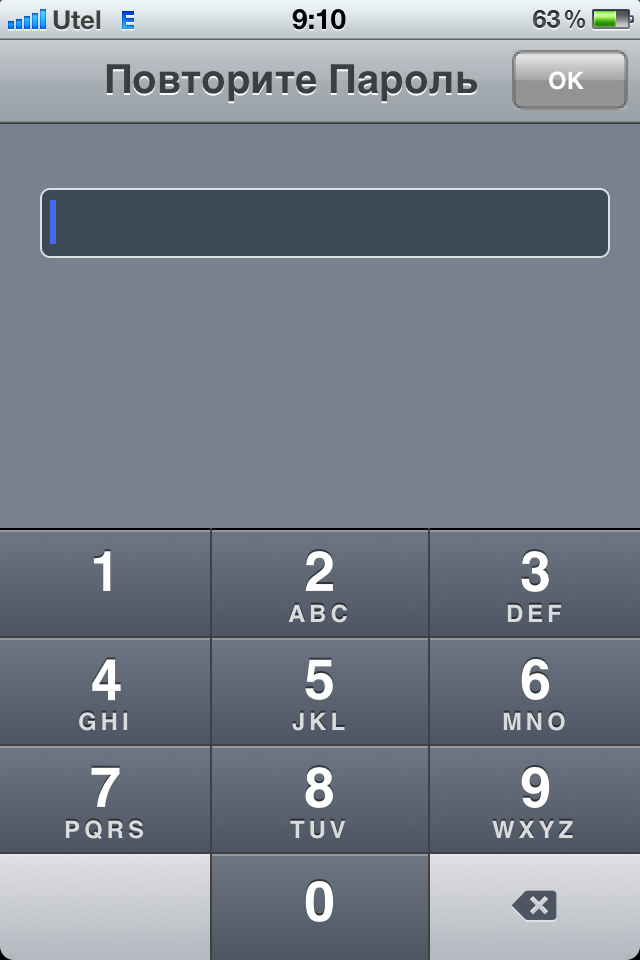 Utel E 9:10 63 %
Повторите Пароль OK
1 2 3
ABC DEF
4 5 6
GHI JKL MNO
7 8 9
PQRS TUV WXYZ
0